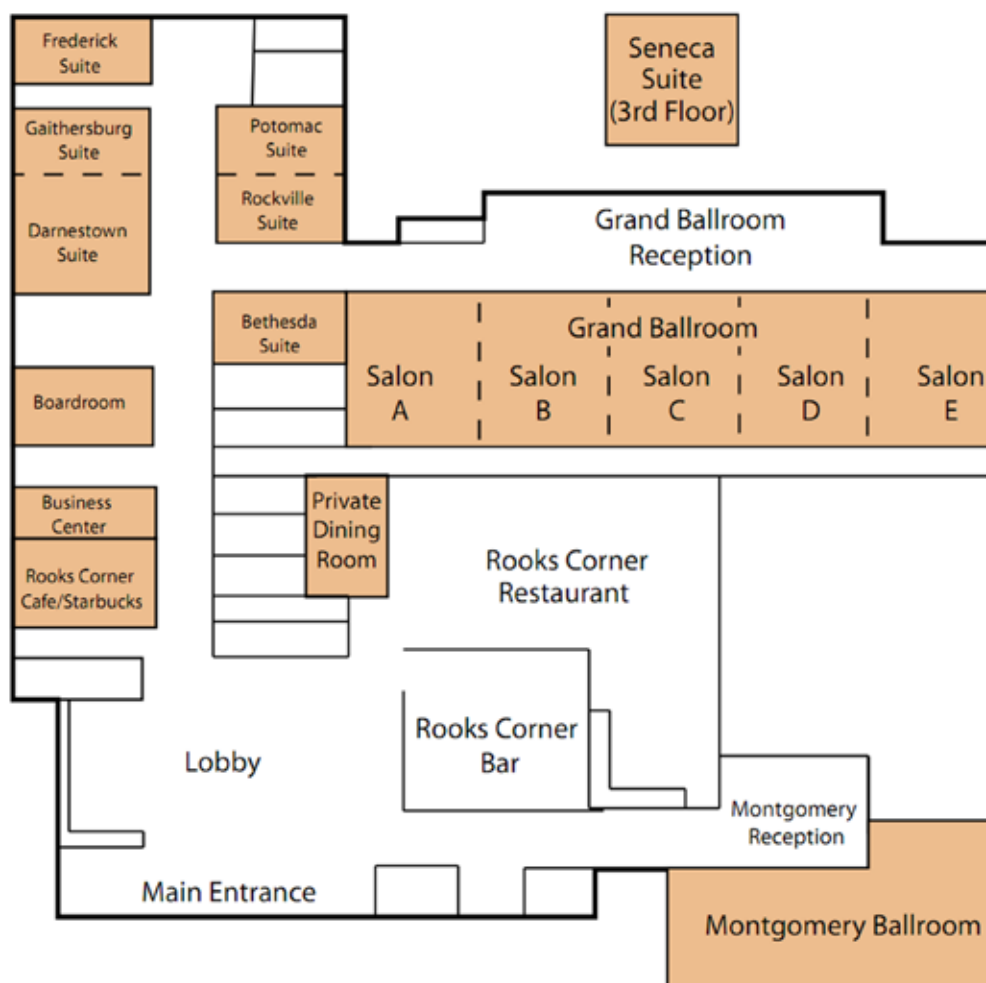 Frederick
Suite
Seneca
Suite
(3rd Floor)
Gaithersburg
Suite
Potomac
Suite
Darnestown
Suite
Rockville
Suite
Grand Ballroom
Reception
Bethesda
Suite
Grand Ballroom
Salon
A
Salon
B
Salon
C
Salon
D
Salon
E
Boardroom
Business
Center
Private
Dining
Room
Rooks Corner
Cafe/Starbucks
Rooks Corner
Restaurant
Rooks Corner
Bar
Lobby
Montgomery
Reception
Main Entrance
Montgomery Ballroom